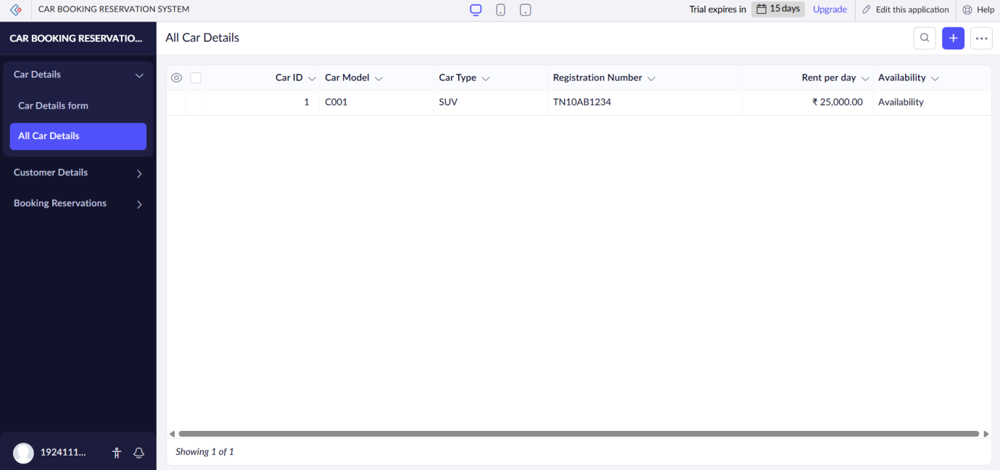 CAR BOOKING RESERVATION SYSTEM
Trial expires in 15 days Upgrade Edit this application Help
CAR BOOKING RESERVATIO...
All Car Details
Car Details
Car Details form
All Car Details
Customer Details
Booking Reservations
Car ID Car Model Car Type Registration Number Rent per day Availability
1 C001 SUV TN10AB1234 ₹ 25,000.00 Availability
Showing 1 of 1
1924111...